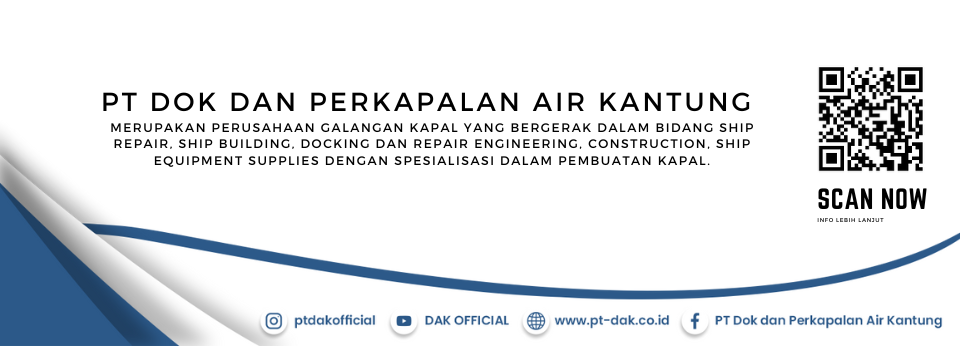 PT DOK DAN PERKAPALAN AIR KANTUNG
MERUPAKAN PERUSAHAAN GALANGAN KAPAL YANG BERGERAK DALAM BIDANG SHIP
REPAIR, SHIP BUILDING, DOCKING DAN REPAIR ENGINEERING, CONSTRUCTION, SHIP
EQUIPMENT SUPPLIES DENGAN SPESIALISASI DALAM PEMBUATAN KAPAL.
SCAN NOW
INFO LEBIH LANJUT
ptdakofficial
DAK OFFICIAL
www.pt-dak.co.id
PT Dok dan Perkapalan Air Kantung